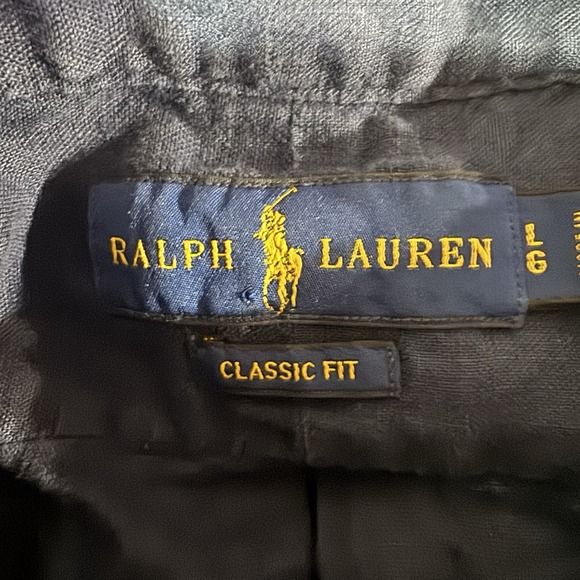 RALPH LAUREN
L
G
CLASSIC FIT